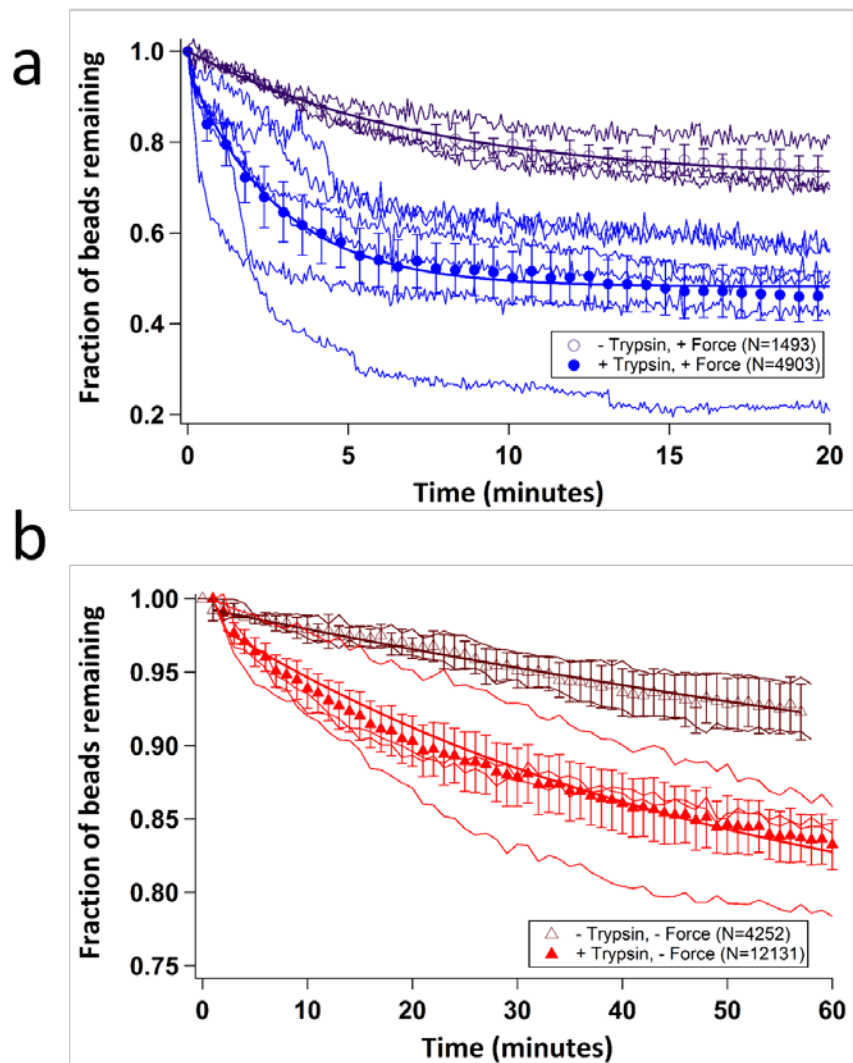 a
Fraction of beads remaining
1.0
0.8
0.6
0.4
0.2
- Trypsin, + Force (N=1493)
+ Trypsin, + Force (N=4903)
0 5 10 15 20
Time (minutes)
b
Fraction of beads remaining
1.00
0.95
0.90
0.85
0.80
0.75
- Trypsin, - Force (N=4252)
+ Trypsin, - Force (N=12131)
0 10 20 30 40 50 60
Time (minutes)